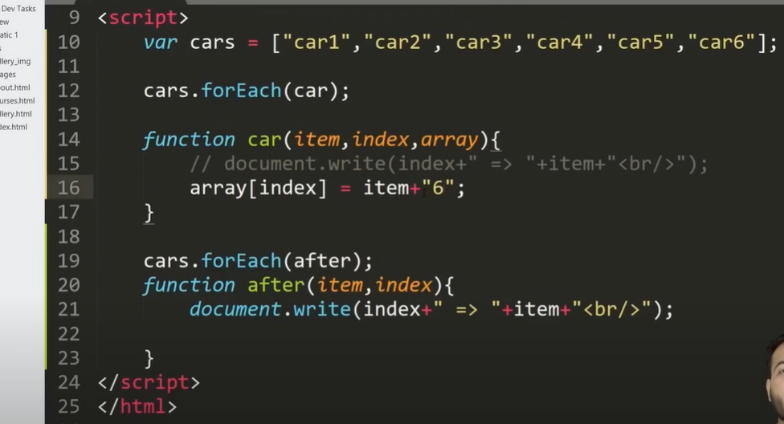 Dev Tasks
ew
atic 1
s
llery_img
ages
out.html
urses.html
llery.html
dex.html
9 <script>
10 var cars = ["car1","car2","car3","car4","car5","car6"];
11
12 cars.forEach(car);
13
14 function car(item,index,array){
15 // document.write(index+" => "+item+"<br/>");
16 array[index] = item+"6";
17 }
18
19 cars.forEach(after);
20 function after(item,index){
21 document.write(index+" => "+item+"<br/>");
22
23 }
24 </script>
25 </html>